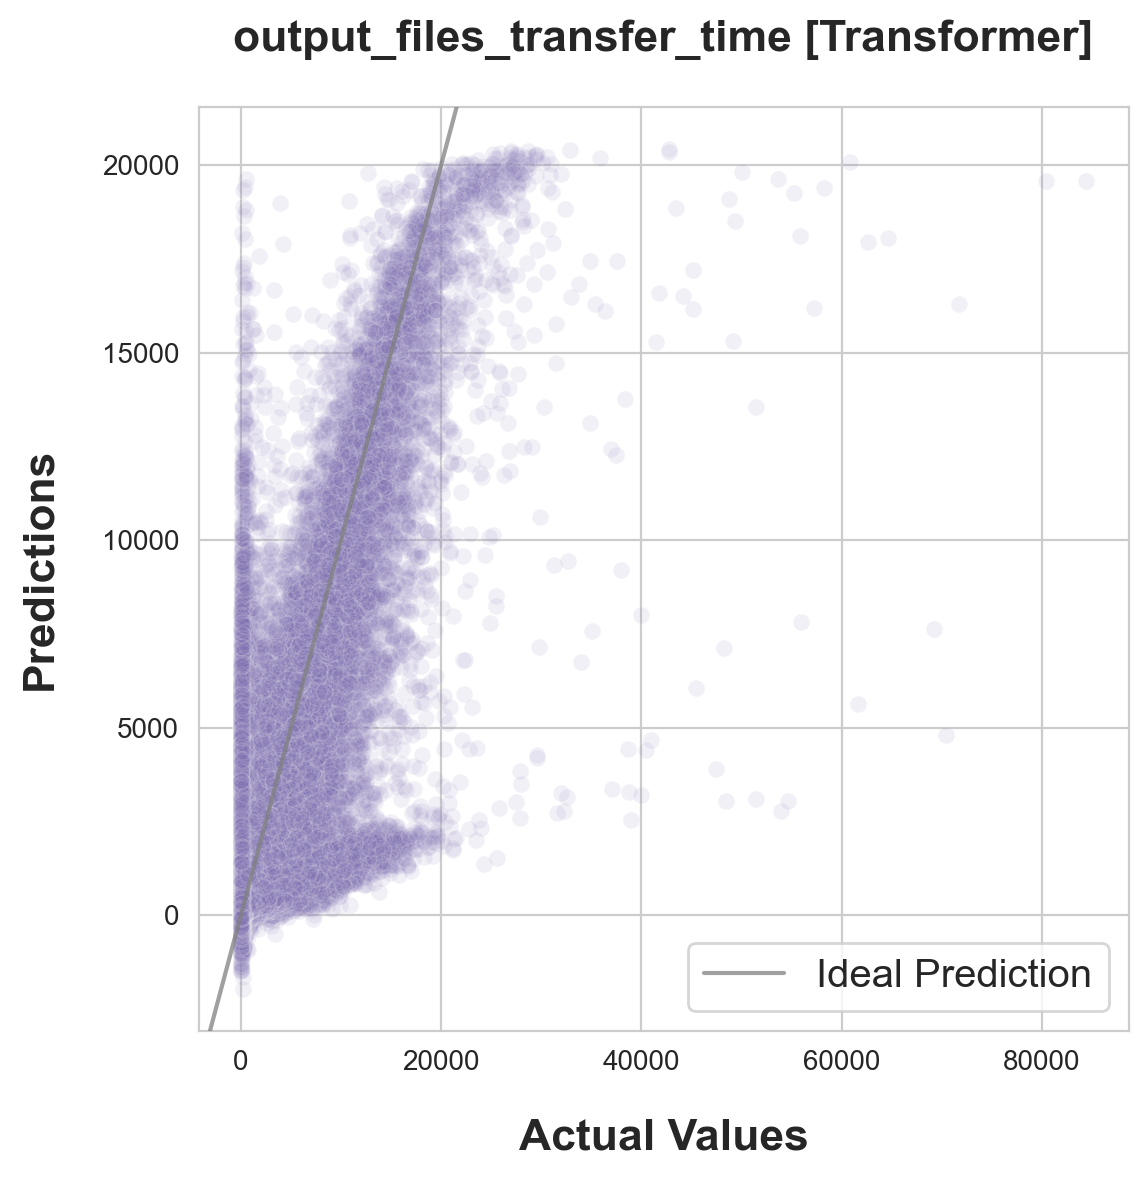 output_files_transfer_time [Transformer]
Predictions
20000
15000
10000
5000
0
Ideal Prediction
0 20000 40000 60000 80000
Actual Values